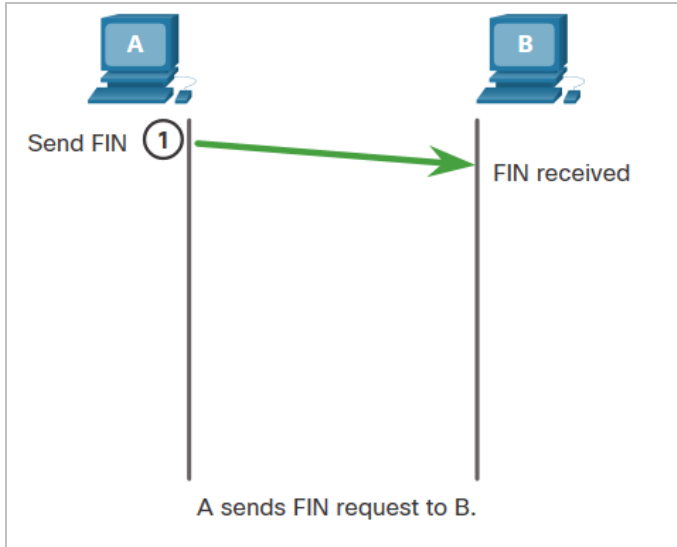 A
B
Send FIN 1
FIN received
A sends FIN request to B.